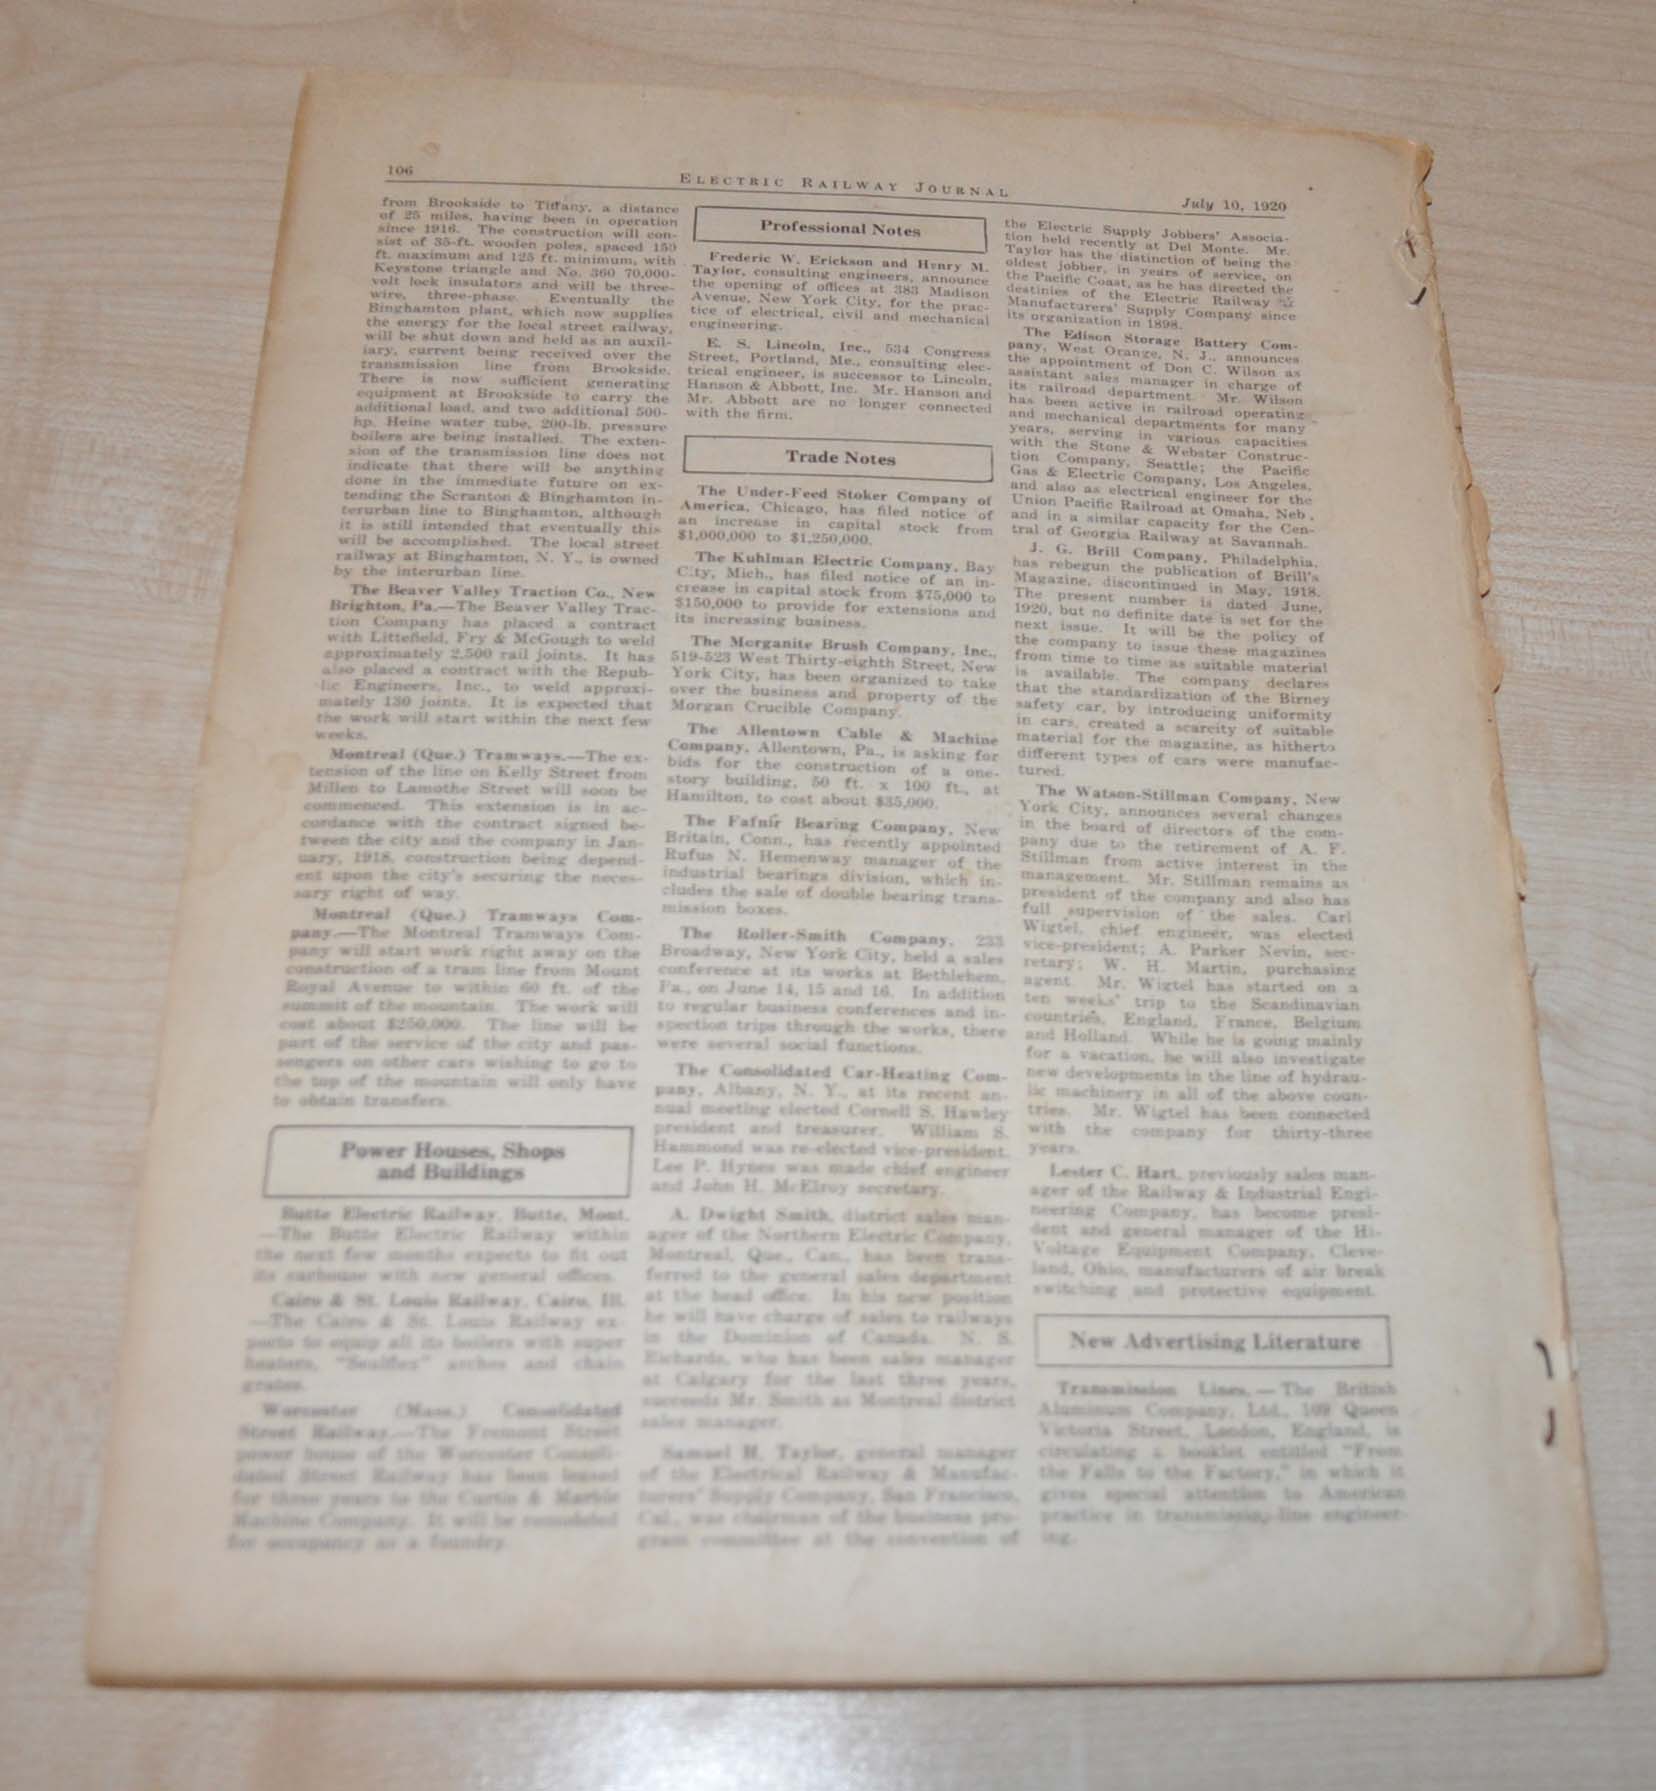 106
ELECTRIC RAILWAY JOURNAL
July 10, 1920
from Brookside to Tiffany, a distance
of 25 miles, having been in operation
since 1916. The construction will con-
sist of 35-ft. wooden poles, spaced 150
ft. maximum and 125 ft. minimum, with
Keystone triangle and No. 360 70,000-
volt lock insulators and will be three-
wire, three-phase. Eventually the
Binghamton plant, which now supplies
the energy for the local street railway,
will be shut down and held as an auxil-
iary, current being received over the
transmission line from Brookside.
There is now sufficient generating
equipment at Brookside to carry the
additional load, and two additional 500-
hp. Heine water tube, 200-lb. pressure
boilers are being installed. The exten-
sion of the transmission line does not
indicate that there will be anything
done in the immediate future on ex-
tending the Scranton & Binghamton in-
terurban line to Binghamton, although
it is still intended that eventually this
will be accomplished. The local street
railway at Binghamton, N. Y., is owned
by the interurban line.
The Beaver Valley Traction Co., New
Brighton, Pa.—The Beaver Valley Trac-
tion Company has placed a contract
with Littefield, Fry & McGough to weld
approximately 2,500 rail joints. It has
also placed a contract with the Repub-
lic Engineers, Inc., to weld approxi-
mately 130 joints. It is expected that
the work will start within the next few
weeks.
Montreal (Que.) Tramways.—The ex-
tension of the line on Kelly Street from
Millen to Lamothe Street will soon be
commenced. This extension is in ac-
cordance with the contract signed be-
tween the city and the company in Jan-
uary, 1918, construction being depend-
ent upon the city's securing the neces-
sary right of way.
Montreal (Que.) Tramways Com-
pany.—The Montreal Tramways Com-
pany will start work right away on the
construction of a tram line from Mount
Royal Avenue to within 60 ft. of the
summit of the mountain. The work will
cost about $250,000. The line will be
part of the service of the city and pas-
sengers on other cars wishing to go to
the top of the mountain will only have
to obtain transfers.
Power Houses, Shops
and Buildings
Butte Electric Railway, Butte, Mont.
—The Butte Electric Railway within
the next few months expects to fit out
its carhouse with new general offices.
Cairo & St. Louis Railway, Cairo, Ill.
—The Cairo & St. Louis Railway ex-
pects to equip all its boilers with super
heaters, arches and chain
grates.
Worcester (Mass.) Consolidated
Street Railway.—The Fremont Street
power house of the Worcester Consoli-
dated Street Railway has been leased
for three years to the Curtis & Marble
Machine Company. It will be remodeled
for occupancy as a foundry.
Professional Notes
Frederic W. Erickson and Henry M.
Taylor, consulting engineers, announce
the opening of offices at 383 Madison
Avenue, New York City, for the prac-
tice of electrical, civil and mechanical
engineering.
E. S. Lincoln, Inc., 534 Congress
Street, Portland, Me., consulting elec-
trical engineer, is successor to Lincoln,
Hanson & Abbott, Inc. Mr. Hanson and
Mr. Abbott are no longer connected
with the firm.
Trade Notes
The Under-Feed Stoker Company of
America, Chicago, has filed notice of
an increase in capital stock from
$1,000,000 to $1,250,000.
The Kuhlman Electric Company, Bay
City, Mich., has filed notice of an in-
crease in capital stock from $75,000 to
$150,000 to provide for extensions and
its increasing business.
The Morganite Brush Company, Inc.,
519-523 West Thirty-eighth Street, New
York City, has been organized to take
over the business and property of the
Morgan Crucible Company.
The Allentown Cable & Machine
Company, Allentown, Pa., is asking for
bids for the construction of a one-
story building, 50 ft. x 100 ft., at
Hamilton, to cost about $35,000.
The Fafnir Bearing Company, New
Britain, Conn., has recently appointed
Rufus N. Hemenway manager of the
industrial bearings division, which in-
cludes the sale of double bearing trans-
mission boxes.
The Roller-Smith Company, 233
Broadway, New York City, held a sales
conference at its works at Bethlehem,
Pa., on June 14, 15 and 16. In addition
to regular business conferences and in-
spection trips through the works, there
were several social functions.
The Consolidated Car-Heating Com-
pany, Albany, N. Y., at its recent an-
nual meeting elected Cornell S. Hawley
president and treasurer. William S.
Hammond was re-elected vice-president,
Lee P. Hynes was made chief engineer
and John H. McElroy secretary.
A. Dwight Smith, district sales man-
ager of the Northern Electric Company,
Montreal, Que., Can., has been trans-
ferred to the general sales department
at the head office. In his new position
he will have charge of sales to railways
in the Dominion of Canada. N. S.
Richards, who has been sales manager
at Calgary for the last three years,
succeeds Mr. Smith as Montreal district
sales manager.
Samuel H. Taylor, general manager
of the Electrical Railway & Manufac-
turers' Supply Company, San Francisco,
Cal., was chairman of the business pro-
gram committee at the convention of
the Electric Supply Jobbers' Associa-
tion held recently at Del Monte. Mr.
Taylor has the distinction of being the
oldest jobber, in years of service, on
the Pacific Coast, as he has directed the
destinies of the Electric Railway &
Manufacturers' Supply Company since
its organization in 1898.
The Edison Storage Battery Com-
pany, West Orange, N. J., announces
the appointment of Don C. Wilson as
assistant sales manager in charge of
its railroad department. Mr. Wilson
has been active in railroad operating
and mechanical departments for many
years, serving in various capacities
with the Stone & Webster Construc-
tion Company, Seattle; the Pacific
Gas & Electric Company, Los Angeles,
and also as electrical engineer for the
Union Pacific Railroad at Omaha, Neb.,
and in a similar capacity for the Cen-
tral of Georgia Railway at Savannah.
J. G. Brill Company, Philadelphia,
has rebegun the publication of Brill's
Magazine, discontinued in May, 1918.
The present number is dated June,
1920, but no definite date is set for the
next issue. It will be the policy of
the company to issue these magazines
from time to time as suitable material
is available. The company declares
that the standardization of the Birney
safety car, by introducing uniformity
in cars, created a scarcity of suitable
material for the magazine, as hitherto
different types of cars were manufac-
tured.
The Watson-Stillman Company, New
York City, announces several changes
in the board of directors of the com-
pany due to the retirement of A. F.
Stillman from active interest in the
management. Mr. Stillman remains as
president of the company and also has
full supervision of the sales. Carl
Wigtel, chief engineer, was elected
vice-president; A. Parker Nevin, sec-
retary; W. H. Martin, purchasing
agent. Mr. Wigtel has started on a
ten weeks' trip to the Scandinavian
countries, England, France, Belgium
and Holland. While he is going mainly
for a vacation, he will also investigate
new developments in the line of hydrau-
lic machinery in all of the above coun-
tries. Mr. Wigtel has been connected
with the company for thirty-three
years.
Lester C. Hart, previously sales man-
ager of the Railway & Industrial Engi-
neering Company, has become presi-
dent and general manager of the Hi-
Voltage Equipment Company, Cleve-
land, Ohio, manufacturers of air break
switching and protective equipment.
New Advertising Literature
Transmission Lines.—The British
Aluminum Company, Ltd., 109 Queen
Victoria Street, London, England, is
circulating a booklet entitled "From
the Falls to the Factory," in which it
gives special attention to American
practice in transmission-line engineer-
ing.